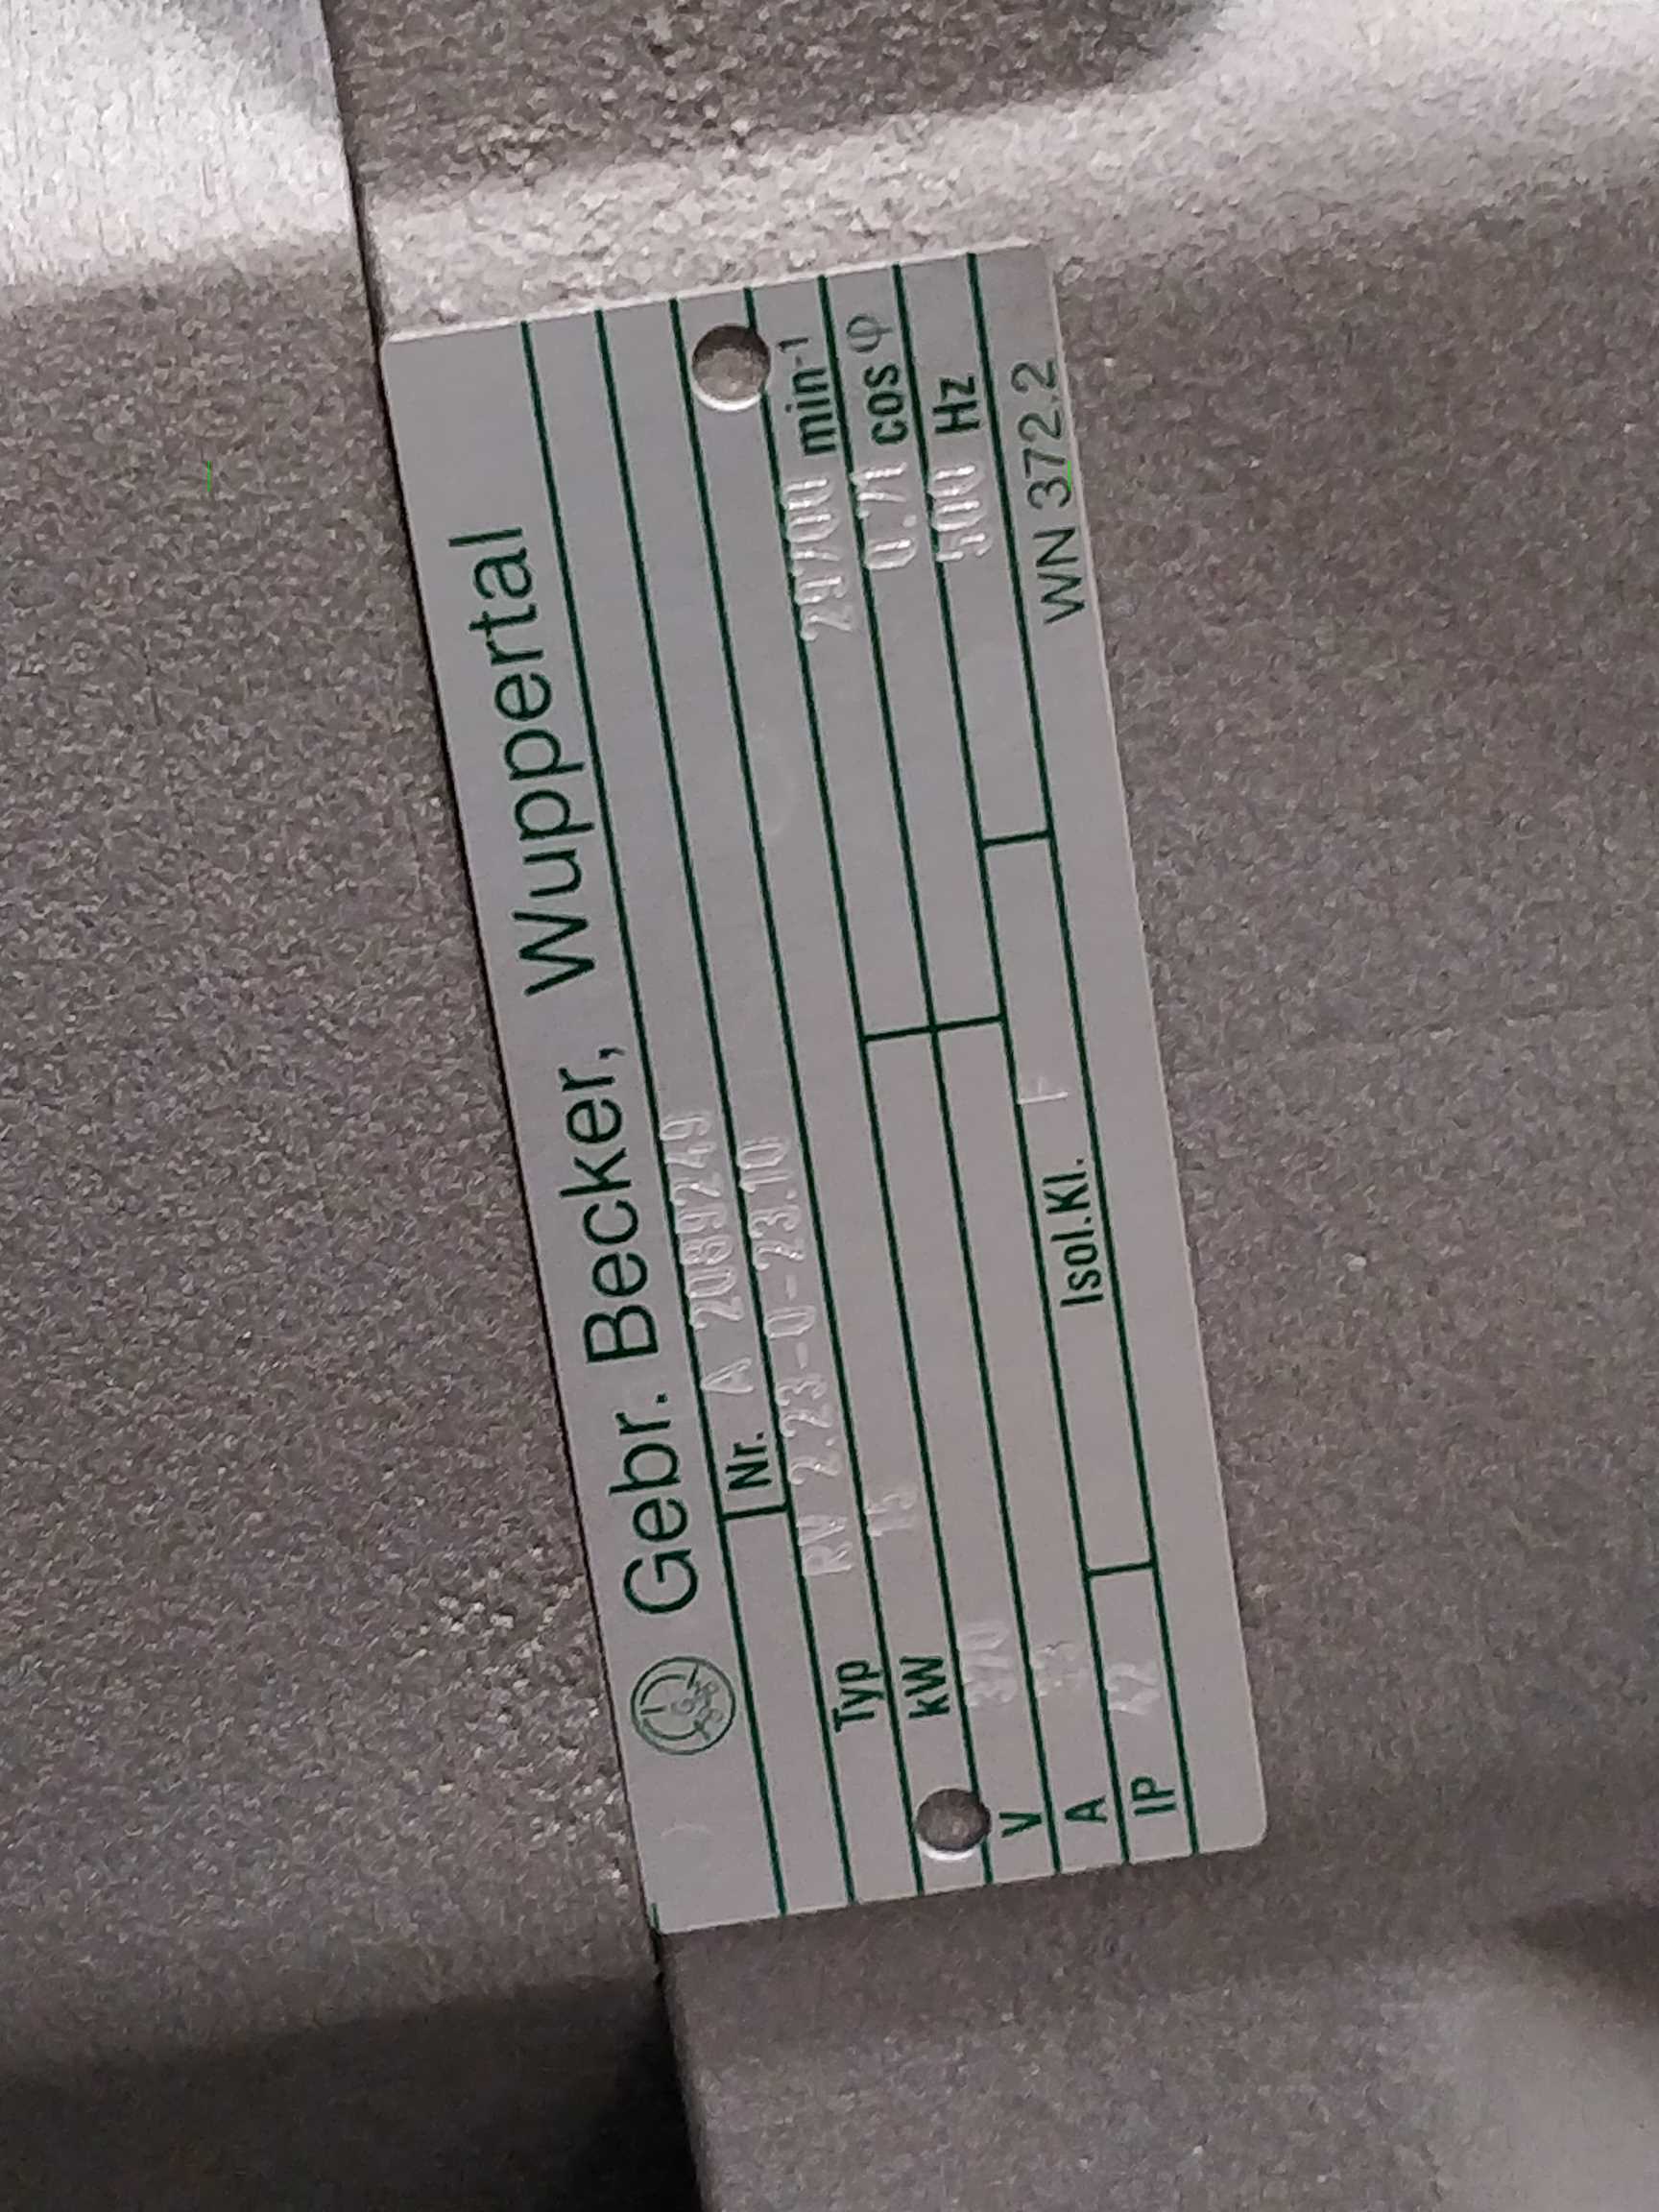 Gebr. Becker, Wuppertal
Nr. A 2089249
Typ RV 2.23-0-23.10
kW 15 29700 min-1
V 370 0.71 cos φ
A 500 Hz
IP Isol.Kl. F WN 372.2